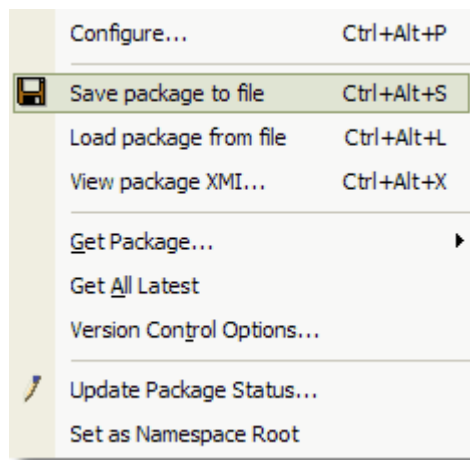 Configure... Ctrl+Alt+P
Save package to file Ctrl+Alt+S
Load package from file Ctrl+Alt+L
View package XMI... Ctrl+Alt+X
Get Package...
Get All Latest
Version Control Options...
Update Package Status...
Set as Namespace Root